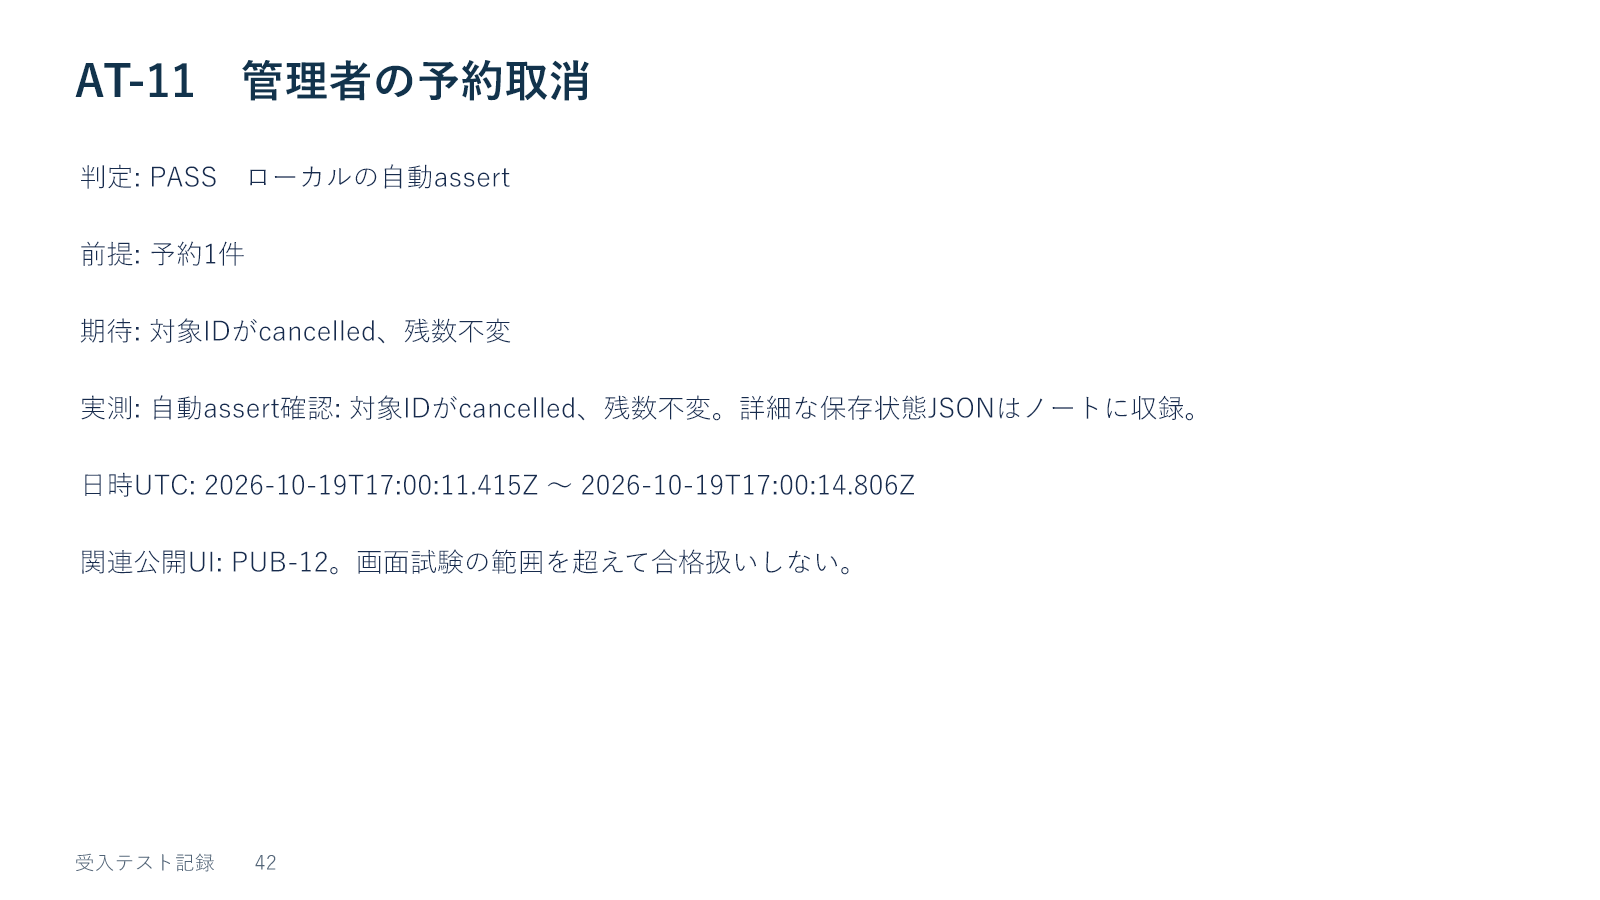 AT-11　管理者の予約取消
判定: PASS　ローカルの自動assert
前提: 予約1件
期待: 対象IDがcancelled、残数不変
実測: 自動assert確認: 対象IDがcancelled、残数不変。詳細な保存状態JSONはノートに収録。
日時UTC: 2026-10-19T17:00:11.415Z 〜 2026-10-19T17:00:14.806Z
関連公開UI: PUB-12。画面試験の範囲を超えて合格扱いしない。
受入テスト記録　　42